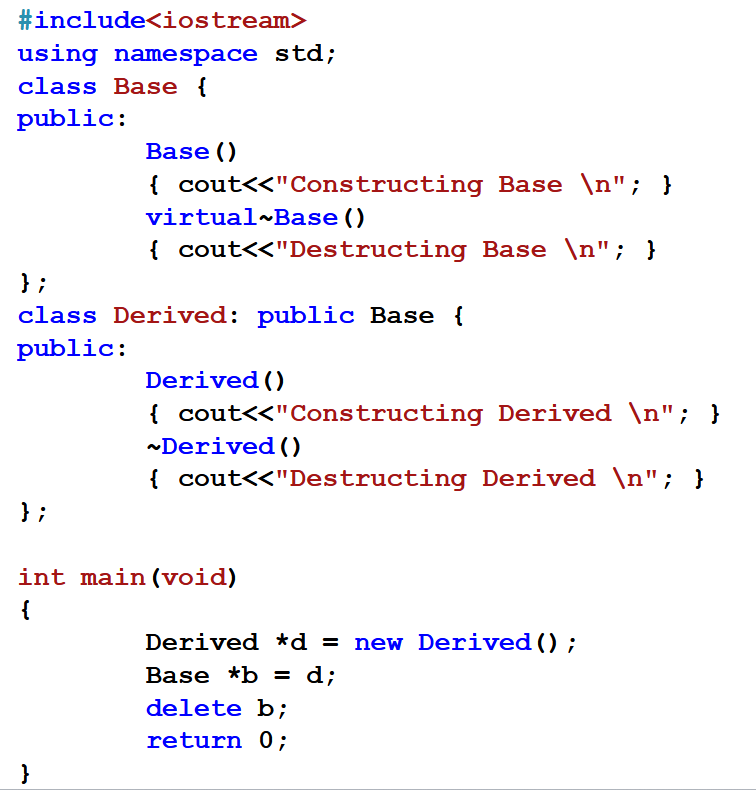 #include<iostream>
using namespace std;
class Base {
public:
        Base()
        { cout<<"Constructing Base \n"; }
        virtual~Base()
        { cout<<"Destructing Base \n"; }
};
class Derived: public Base {
public:
        Derived()
        { cout<<"Constructing Derived \n"; }
        ~Derived()
        { cout<<"Destructing Derived \n"; }
};

int main(void)
{
        Derived *d = new Derived();
        Base *b = d;
        delete b;
        return 0;
}